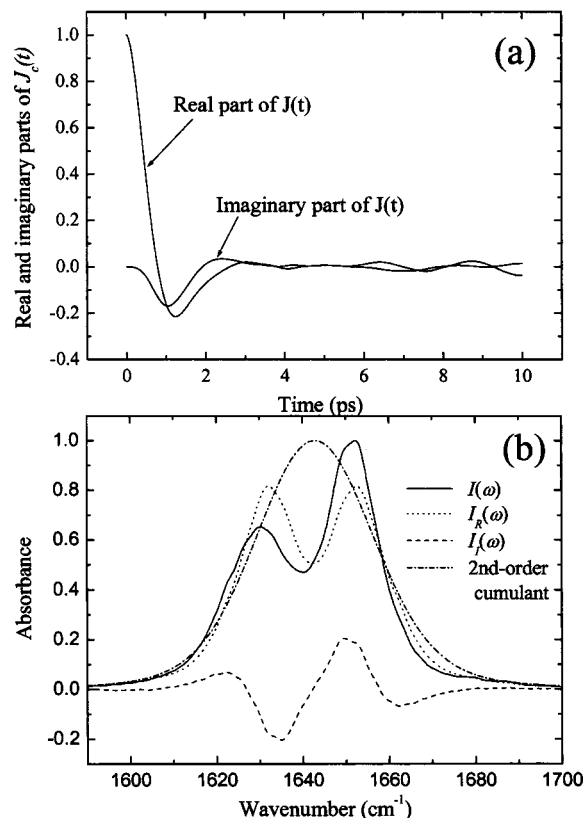 (a)
Real and imaginary parts of J_c(t)
1.0
0.8
0.6
0.4
0.2
0.0
-0.2
-0.4
Real part of J(t)
Imaginary part of J(t)
0 2 4 6 8 10
Time (ps)
(b)
Absorbance
1.0
0.8
0.6
0.4
0.2
0.0
-0.2
I(ω)
I_R(ω)
I_I(ω)
2nd-order
cumulant
1600 1620 1640 1660 1680 1700
Wavenumber (cm⁻¹)